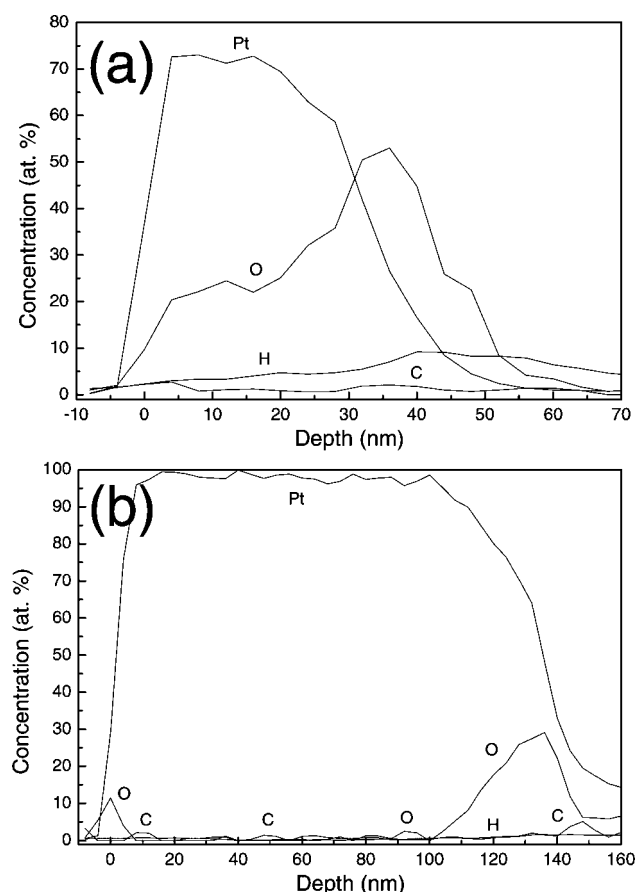 (a)
Pt
O
H
C
Concentration (at. %)
80
70
60
50
40
30
20
10
0
-10 0 10 20 30 40 50 60 70
Depth (nm)
(b)
Pt
O
C
C
O
O
H
C
Concentration (at. %)
100
90
80
70
60
50
40
30
20
10
0
0 20 40 60 80 100 120 140 160
Depth (nm)